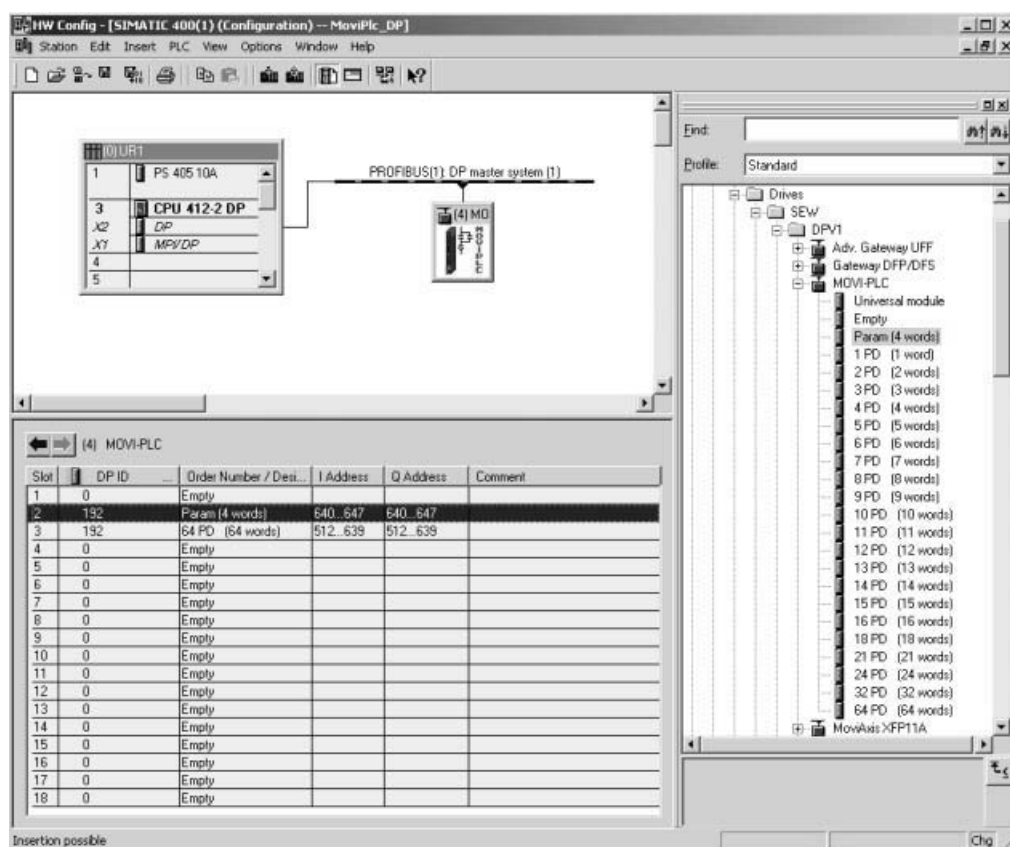 HW Config - [SIMATIC 400(1) (Configuration) -- MoviPlc_DP]
Station Edit Insert PLC View Options Window Help
(0) UR1
1 PS 405 10A
3 CPU 412-2 DP
X2 DP
X1 MPI/DP
4
5
PROFIBUS(1): DP master system (1)
(4) MO
MOVIPLC
Find:
Profile: Standard
Drives
SEW
DPV1
Adv. Gateway UFF
Gateway DFP/DFS
MOVI-PLC
Universal module
Empty
Param (4 words)
1 PD (1 word)
2 PD (2 words)
3 PD (3 words)
4 PD (4 words)
5 PD (5 words)
6 PD (6 words)
7 PD (7 words)
8 PD (8 words)
9 PD (9 words)
10 PD (10 words)
11 PD (11 words)
12 PD (12 words)
13 PD (13 words)
14 PD (14 words)
15 PD (15 words)
16 PD (16 words)
18 PD (18 words)
21 PD (21 words)
24 PD (24 words)
32 PD (32 words)
64 PD (64 words)
MoviAxis XFP11A
(4) MOVI-PLC
Slot DP ID ... Order Number / Desi... I Address Q Address Comment
1 0 Empty
2 192 Param (4 words) 640...647 640...647
3 192 64 PD (64 words) 512...639 512...639
4 0 Empty
5 0 Empty
6 0 Empty
7 0 Empty
8 0 Empty
9 0 Empty
10 0 Empty
11 0 Empty
12 0 Empty
13 0 Empty
14 0 Empty
15 0 Empty
16 0 Empty
17 0 Empty
18 0 Empty
Insertion possible
Chg